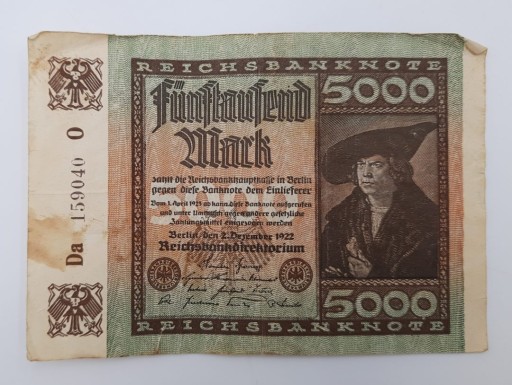 REICHSBANKNOTE
5000
Fünftausend
Mark
zahlt die Reichsbankhauptkasse in Berlin
gegen diese Banknote dem Einlieferer
Vom 1. April 1923 ab kann diese Banknote aufgerufen
und unter Umtausch gegen andere gesetzliche
Zahlungsmittel eingezogen werden
Berlin, den 2. Dezember 1922
Reichsbankdirektorium
5000
REICHSBANKNOTE
Da 159040 O